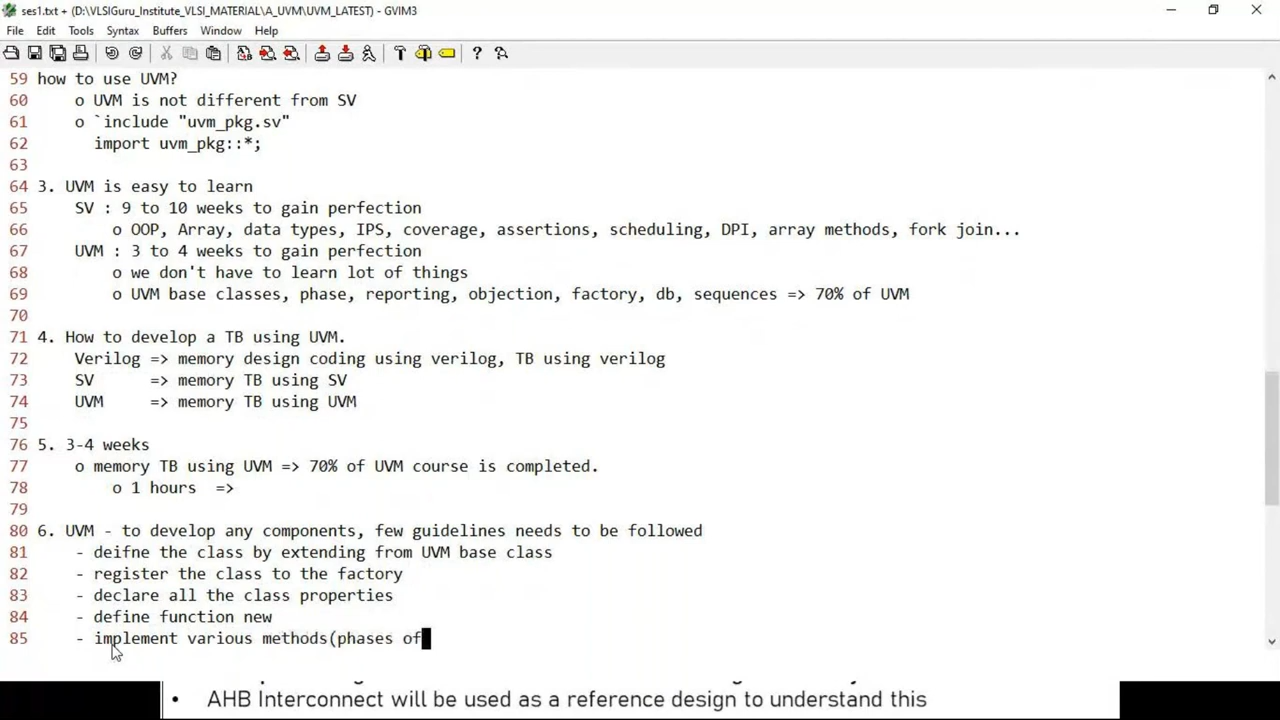 ses1.txt + (D:\VLSIGuru_Institute_VLSI_MATERIAL\A_UVM\UVM_LATEST) - GVIM3
File Edit Tools Syntax Buffers Window Help
59 how to use UVM?
60 o UVM is not different from SV
61 o `include "uvm_pkg.sv"
62 import uvm_pkg::*;
63
64 3. UVM is easy to learn
65 SV : 9 to 10 weeks to gain perfection
66 o OOP, Array, data types, IPS, coverage, assertions, scheduling, DPI, array methods, fork join...
67 UVM : 3 to 4 weeks to gain perfection
68 o we don't have to learn lot of things
69 o UVM base classes, phase, reporting, objection, factory, db, sequences => 70% of UVM
70
71 4. How to develop a TB using UVM.
72 Verilog => memory design coding using verilog, TB using verilog
73 SV => memory TB using SV
74 UVM => memory TB using UVM
75
76 5. 3-4 weeks
77 o memory TB using UVM => 70% of UVM course is completed.
78 o 1 hours =>
79
80 6. UVM - to develop any components, few guidelines needs to be followed
81 - deifne the class by extending from UVM base class
82 - register the class to the factory
83 - declare all the class properties
84 - define function new
85 - implement various methods(phases of
• AHB Interconnect will be used as a reference design to understand this